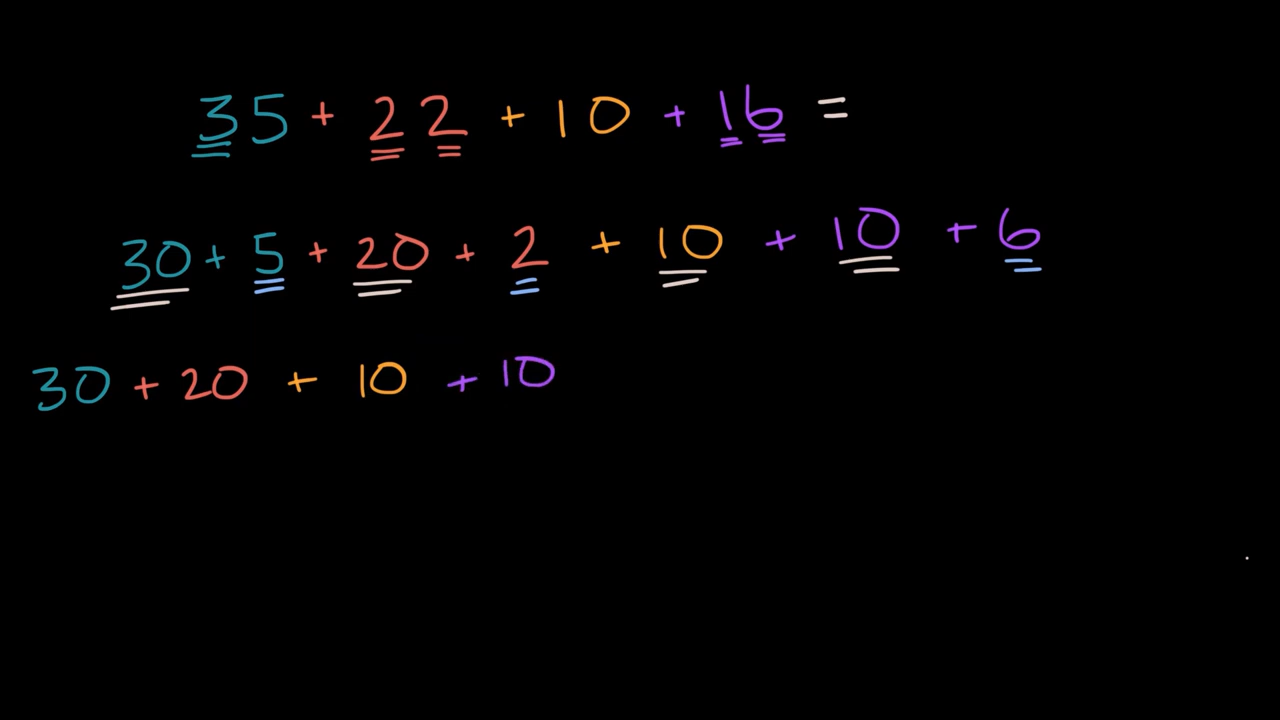 35 + 22 + 10 + 16 =
30 + 5 + 20 + 2 + 10 + 10 + 6
30 + 20 + 10 + 10